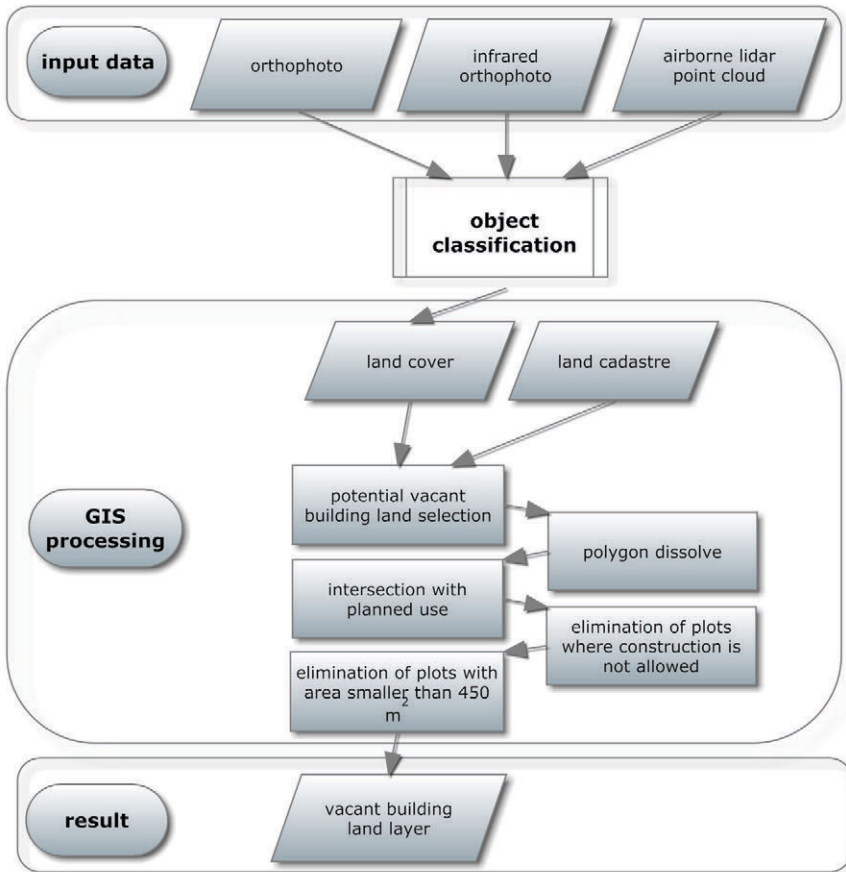 input data
orthophoto
infrared
orthophoto
airborne lidar
point cloud
object
classification
land cover
land cadastre
GIS
processing
potential vacant
building land selection
polygon dissolve
intersection with
planned use
elimination of plots
where construction is
not allowed
elimination of plots with
area smaller than 450
m²
result
vacant building
land layer